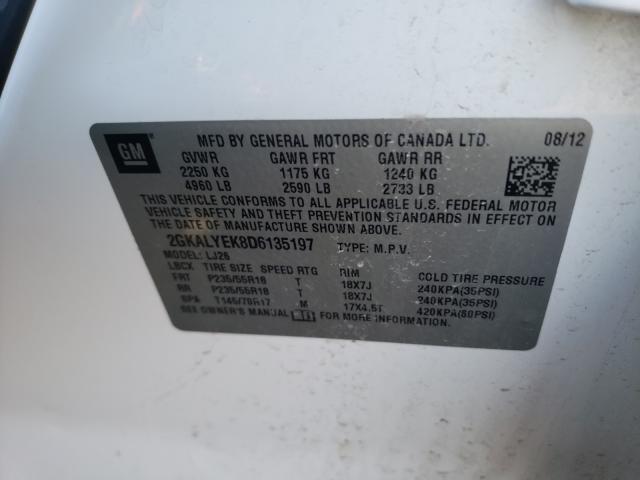 GM
MFD BY GENERAL MOTORS OF CANADA LTD. 08/12
GVWR GAWR FRT GAWR RR
2250 KG 1175 KG 1240 KG
4960 LB 2590 LB 2733 LB
THIS VEHICLE CONFORMS TO ALL APPLICABLE U.S. FEDERAL MOTOR
VEHICLE SAFETY AND THEFT PREVENTION STANDARDS IN EFFECT ON
THE DATE OF MANUFACTURE SHOWN ABOVE.
2GKALYEK8D6135197 TYPE: M.P.V.
MODEL: LJ26
LBCX TIRE SIZE SPEED RTG RIM COLD TIRE PRESSURE
FRT P235/55R18 T 18X7J 240KPA(35PSI)
RR P235/55R18 T 18X7J 240KPA(35PSI)
SPA T145/70R17 M 17X4.5T 420KPA(60PSI)
SEE OWNER'S MANUAL FOR MORE INFORMATION